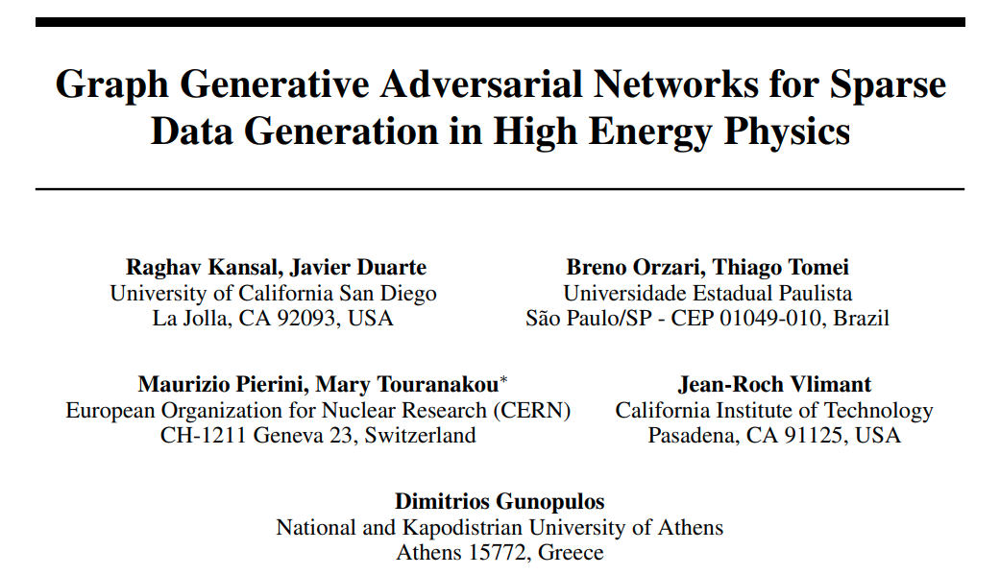 Graph Generative Adversarial Networks for Sparse
Data Generation in High Energy Physics
Raghav Kansal, Javier Duarte
University of California San Diego
La Jolla, CA 92093, USA
Breno Orzari, Thiago Tomei
Universidade Estadual Paulista
São Paulo/SP - CEP 01049-010, Brazil
Maurizio Pierini, Mary Touranakou*
European Organization for Nuclear Research (CERN)
CH-1211 Geneva 23, Switzerland
Jean-Roch Vlimant
California Institute of Technology
Pasadena, CA 91125, USA
Dimitrios Gunopulos
National and Kapodistrian University of Athens
Athens 15772, Greece